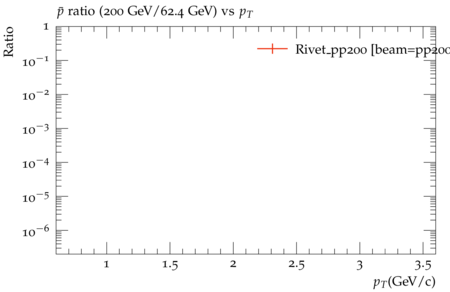 p̄ ratio (200 GeV/62.4 GeV) vs p_T
Ratio
1
10^−1
10^−2
10^−3
10^−4
10^−5
10^−6
Rivet_pp200 [beam=pp200
1 1.5 2 2.5 3 3.5
p_T(GeV/c)